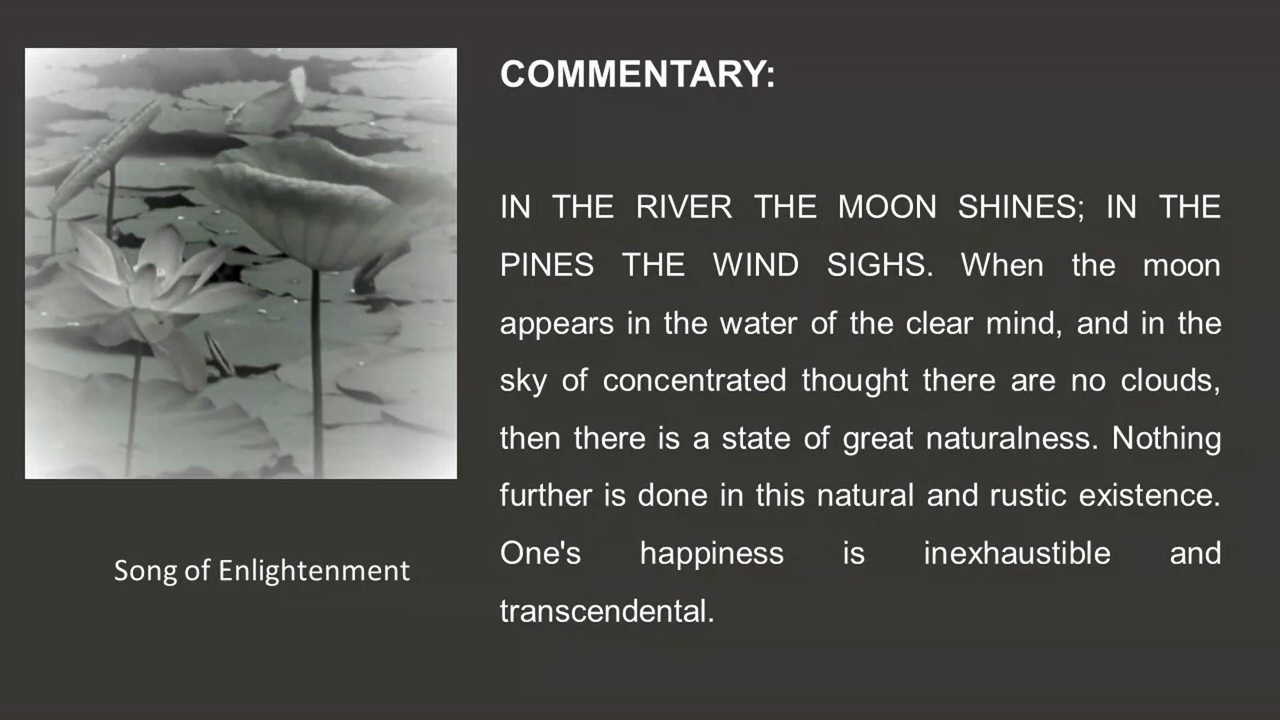 COMMENTARY:
IN THE RIVER THE MOON SHINES; IN THE
PINES THE WIND SIGHS. When the moon
appears in the water of the clear mind, and in the
sky of concentrated thought there are no clouds,
then there is a state of great naturalness. Nothing
further is done in this natural and rustic existence.
One's happiness is inexhaustible and
transcendental.
Song of Enlightenment